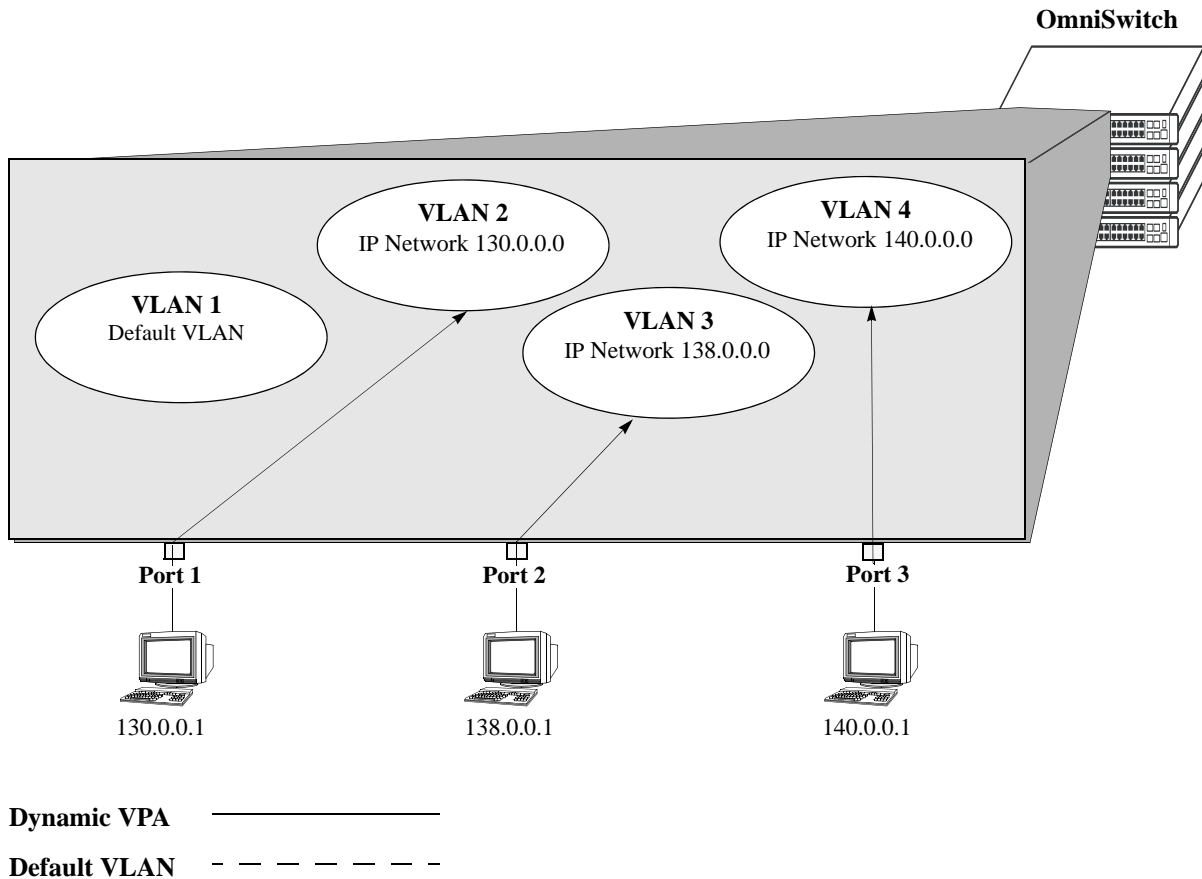 OmniSwitch
VLAN 2
IP Network 130.0.0.0
VLAN 4
IP Network 140.0.0.0
VLAN 1
Default VLAN
VLAN 3
IP Network 138.0.0.0
Port 1
Port 2
Port 3
130.0.0.1
138.0.0.1
140.0.0.1
Dynamic VPA
Default VLAN